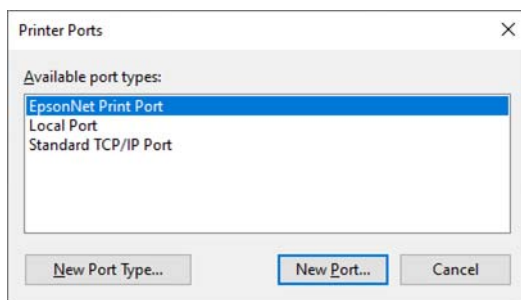 Printer Ports
Available port types:
EpsonNet Print Port
Local Port
Standard TCP/IP Port
New Port Type...
New Port...
Cancel